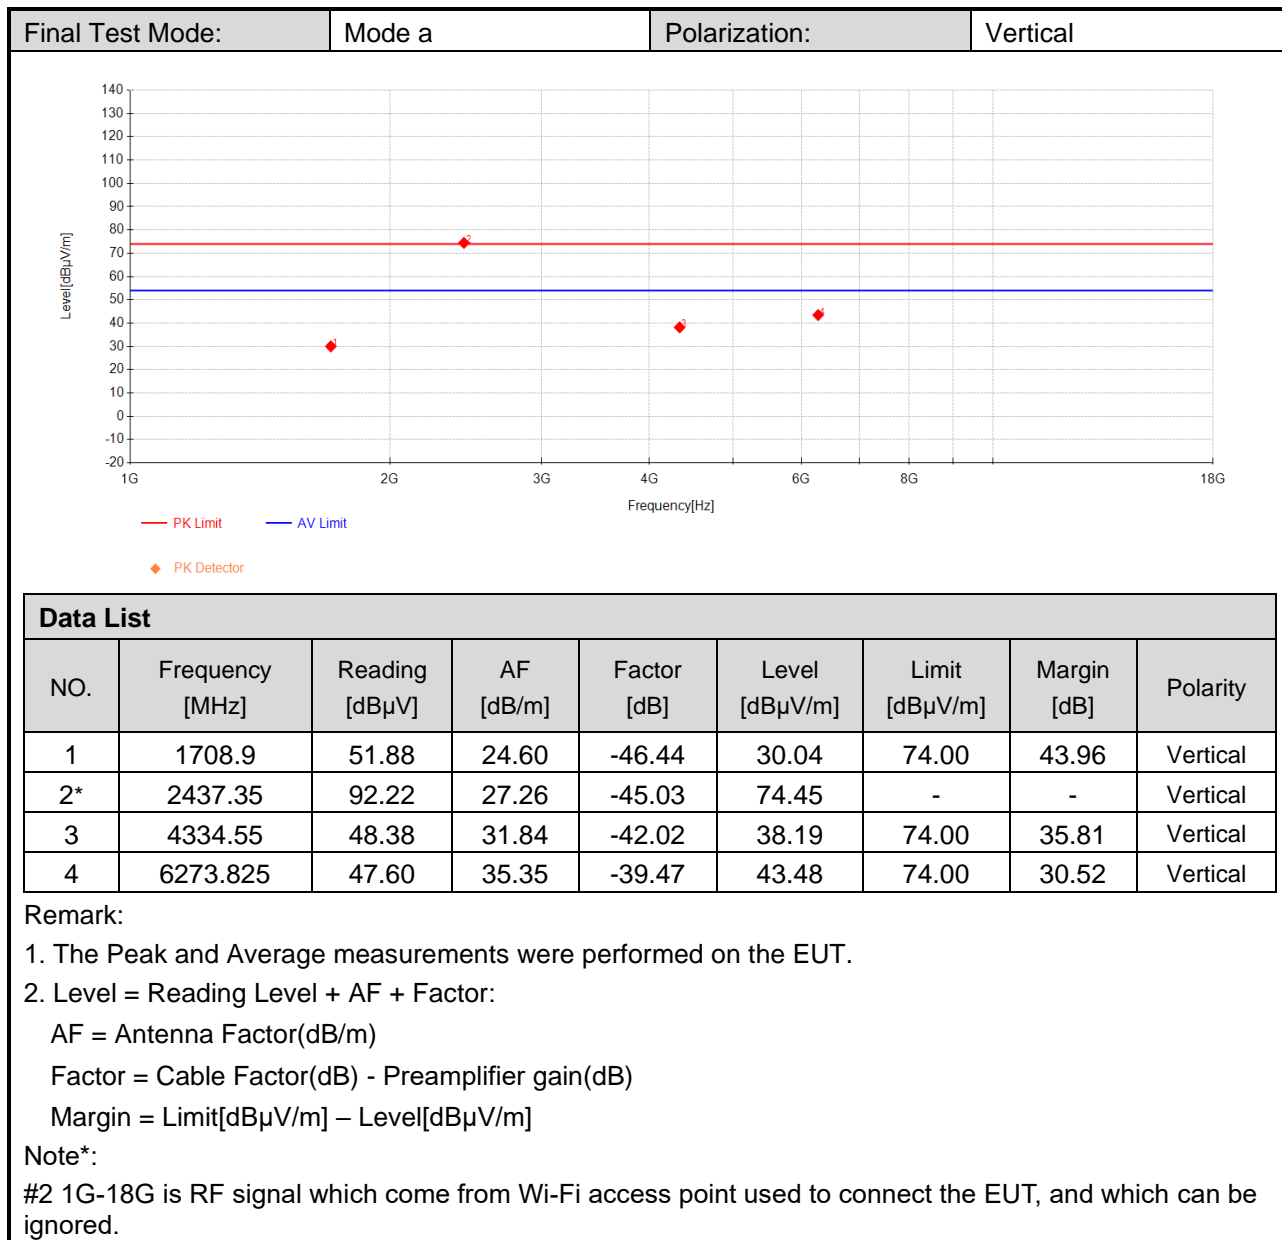 Final Test Mode: Mode a Polarization: Vertical
140
130
120
110
100
90
80
70
60
50
40
30
20
10
0
-10
-20
Level[dBµV/m]
1
2
3
4
1G 2G 3G 4G 6G 8G 18G
Frequency[Hz]
PK Limit AV Limit
PK Detector
Data List
NO. Frequency [MHz] Reading [dBµV] AF [dB/m] Factor [dB] Level [dBµV/m] Limit [dBµV/m] Margin [dB] Polarity
1 1708.9 51.88 24.60 -46.44 30.04 74.00 43.96 Vertical
2* 2437.35 92.22 27.26 -45.03 74.45 - - Vertical
3 4334.55 48.38 31.84 -42.02 38.19 74.00 35.81 Vertical
4 6273.825 47.60 35.35 -39.47 43.48 74.00 30.52 Vertical
Remark:
1. The Peak and Average measurements were performed on the EUT.
2. Level = Reading Level + AF + Factor:
AF = Antenna Factor(dB/m)
Factor = Cable Factor(dB) - Preamplifier gain(dB)
Margin = Limit[dBµV/m] – Level[dBµV/m]
Note*:
#2 1G-18G is RF signal which come from Wi-Fi access point used to connect the EUT, and which can be
ignored.